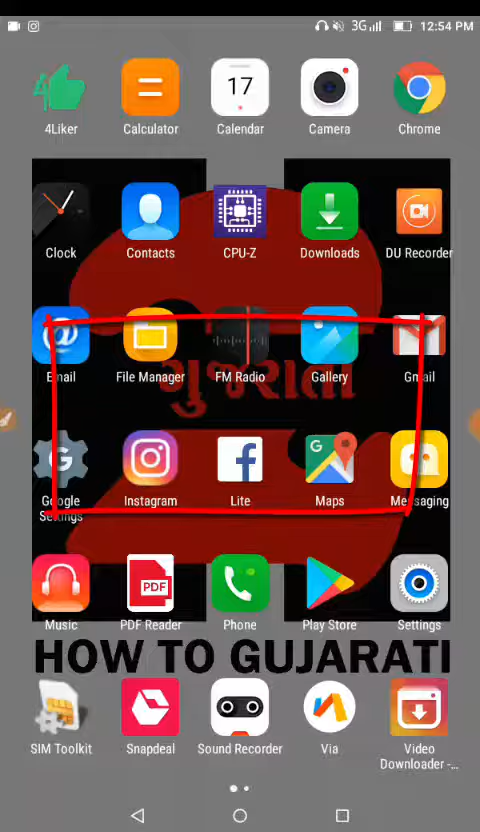 3G 12:54 PM
4Liker Calculator Calendar Camera Chrome
17
Clock Contacts CPU-Z Downloads DU Recorder
Email File Manager FM Radio Gallery Gmail
ગુજરાતી
Google Settings Instagram Lite Maps Messaging
PDF
Music PDF Reader Phone Play Store Settings
HOW TO GUJARATI
SIM Toolkit Snapdeal Sound Recorder Via Video Downloader -...